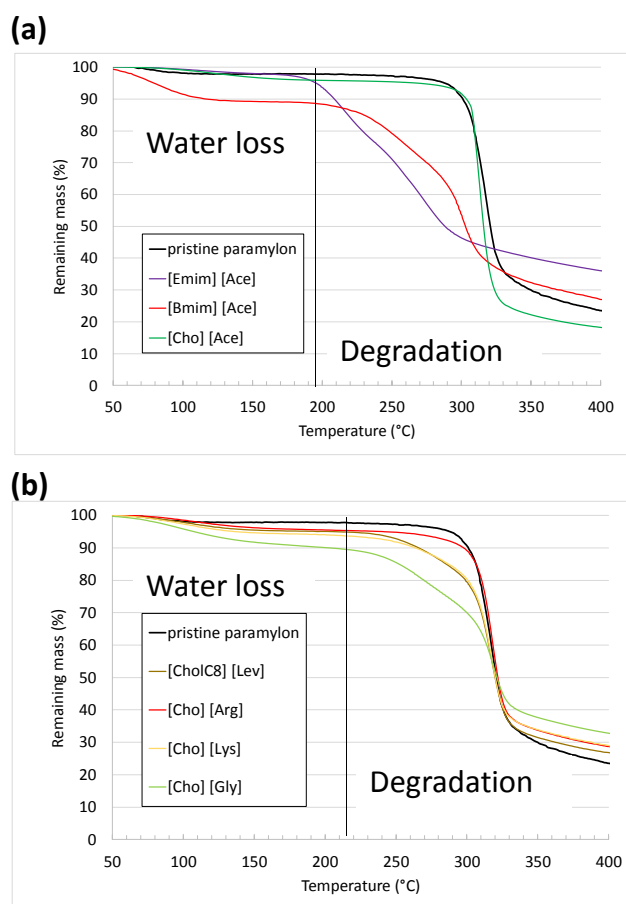 (a)
100
90
80
70
60
50
40
30
20
10
0
Remaining mass (%)
Water loss
Degradation
pristine paramylon
[Emim] [Ace]
[Bmim] [Ace]
[Cho] [Ace]
50 100 150 200 250 300 350 400
Temperature (°C)
(b)
100
90
80
70
60
50
40
30
20
10
0
Remaining mass (%)
Water loss
Degradation
pristine paramylon
[CholC8] [Lev]
[Cho] [Arg]
[Cho] [Lys]
[Cho] [Gly]
50 100 150 200 250 300 350 400
Temperature (°C)